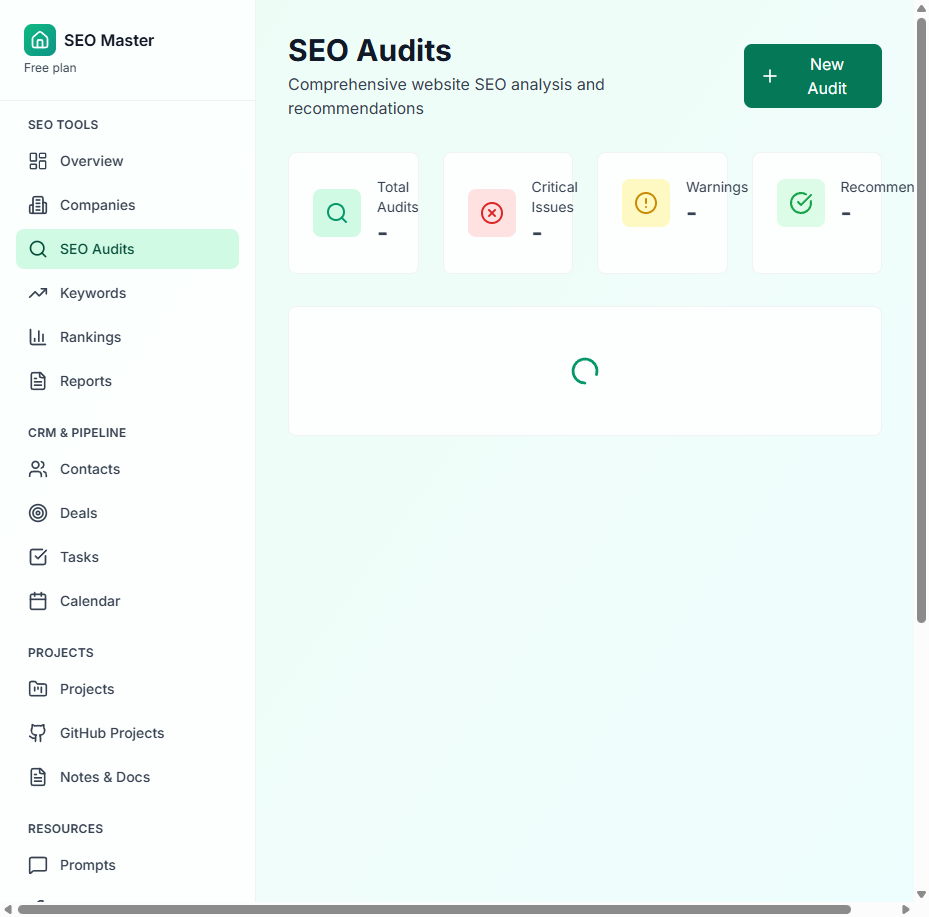 SEO Master
Free plan
SEO TOOLS
Overview
Companies
SEO Audits
Keywords
Rankings
Reports
CRM & PIPELINE
Contacts
Deals
Tasks
Calendar
PROJECTS
Projects
GitHub Projects
Notes & Docs
RESOURCES
Prompts
SEO Audits
Comprehensive website SEO analysis and
recommendations
New
Audit
Total
Audits
-
Critical
Issues
-
Warnings
-
Recommen
-